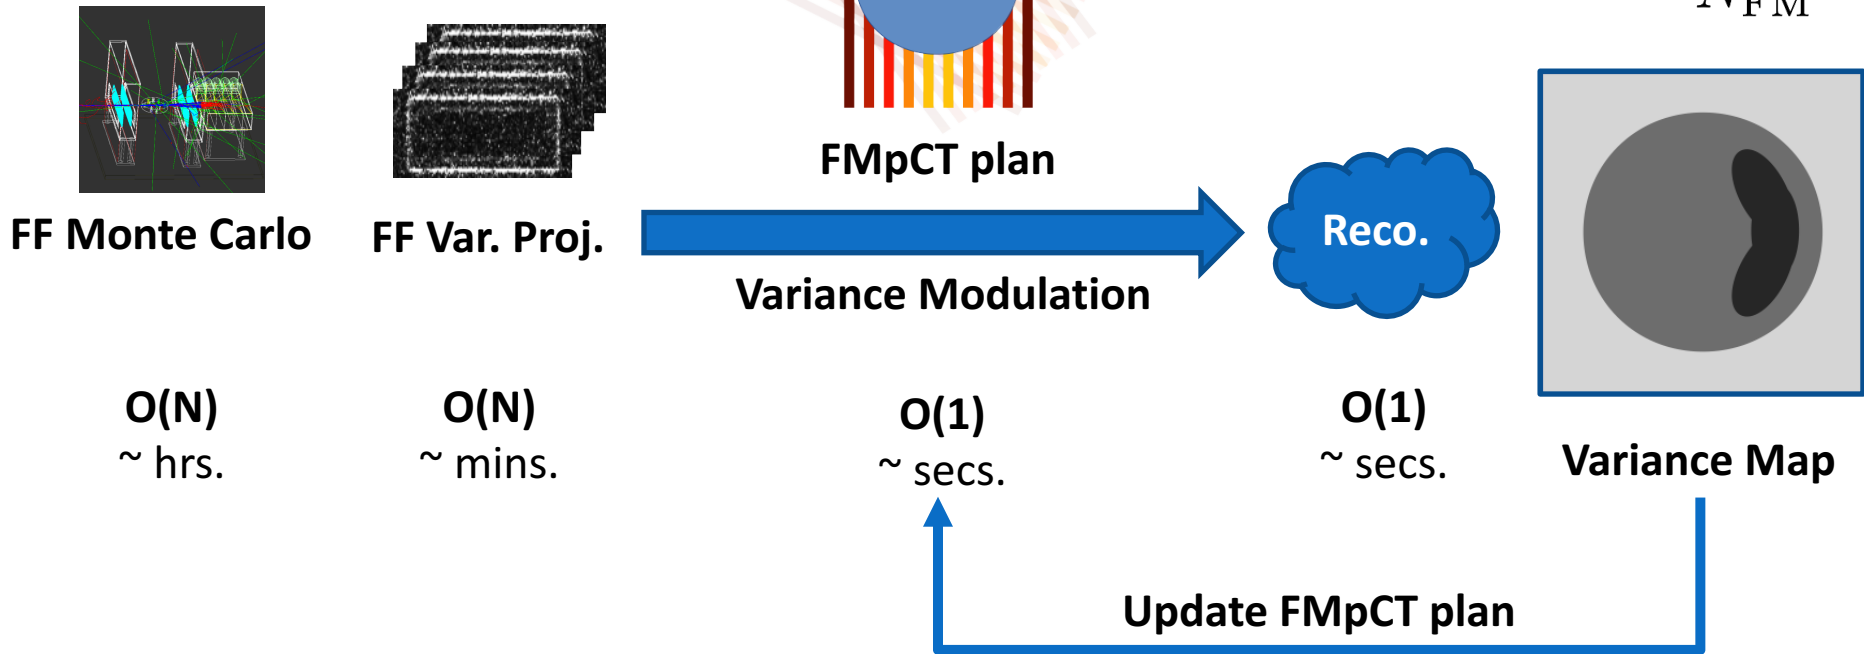 N_FM
FMpCT plan
FF Monte Carlo
FF Var. Proj.
Reco.
Variance Modulation
O(N)
~ hrs.
O(N)
~ mins.
O(1)
~ secs.
O(1)
~ secs.
Variance Map
Update FMpCT plan